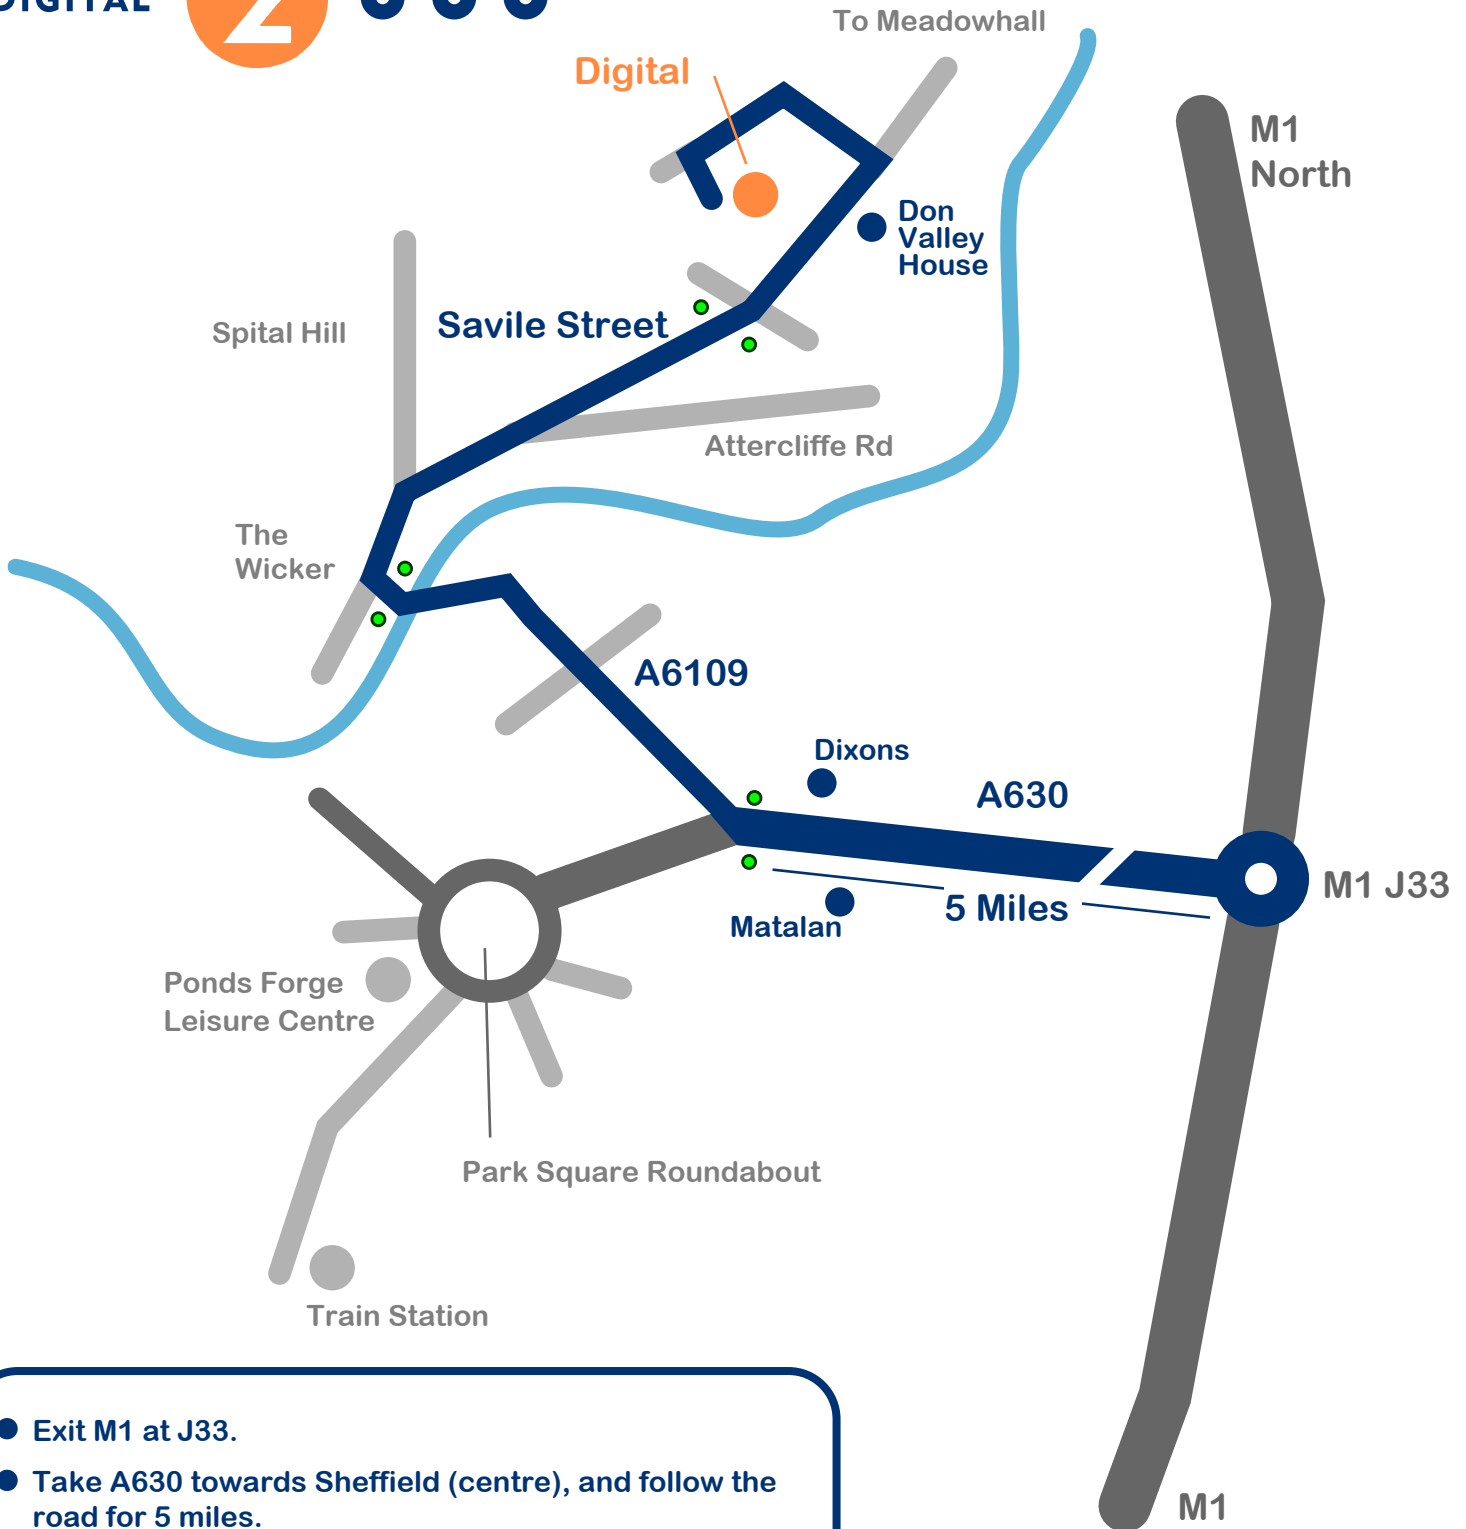 DIGITAL
2
To Meadowhall
Digital
M1
North
Don
Valley
House
Savile Street
Spital Hill
Attercliffe Rd
The
Wicker
A6109
Dixons
A630
M1 J33
5 Miles
Matalan
Ponds Forge
Leisure Centre
Park Square Roundabout
Train Station
Exit M1 at J33.
Take A630 towards Sheffield (centre), and follow the
road for 5 miles.
M1